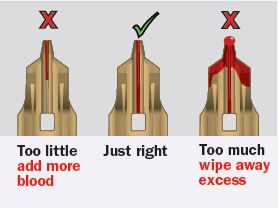 X X
Too little Just right Too much
add more wipe away
blood excess